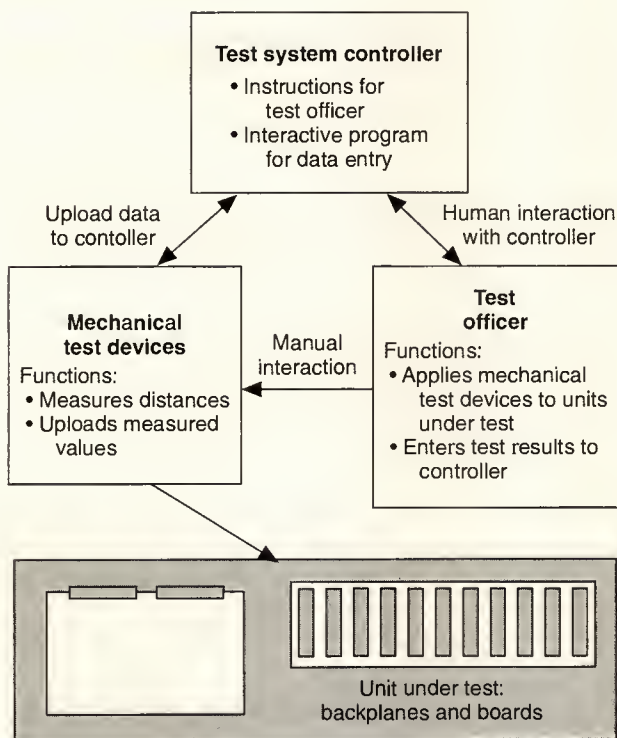 Test system controller
• Instructions for
test officer
• Interactive program
for data entry
Upload data
to contoller
Human interaction
with controller
Mechanical
test devices
Functions:
• Measures distances
• Uploads measured
values
Manual
interaction
Test
officer
Functions:
• Applies mechanical
test devices to units
under test
• Enters test results to
controller
Unit under test:
backplanes and boards